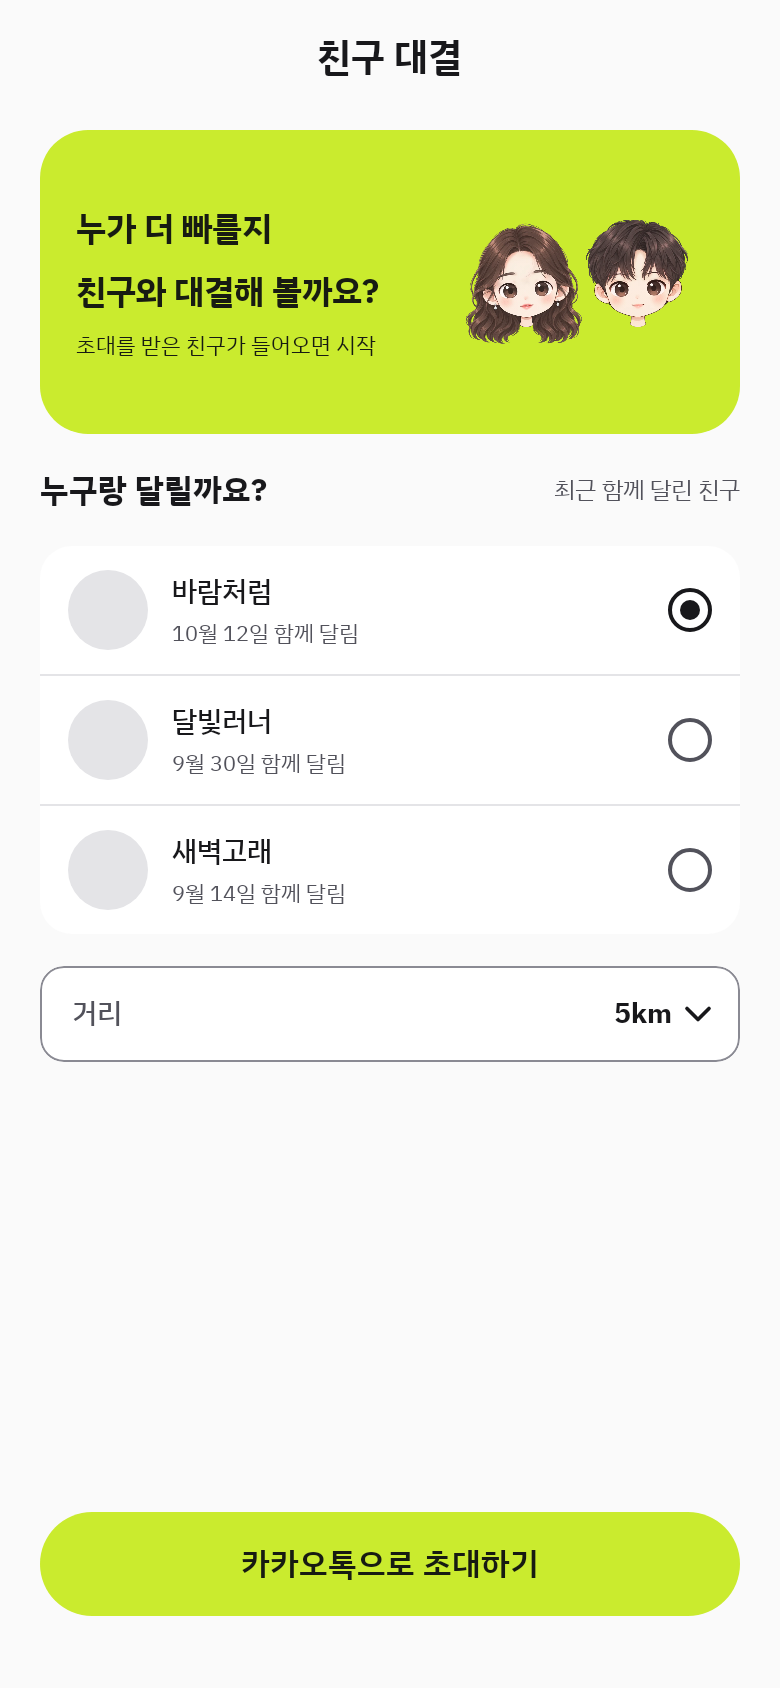 친구 대결
누가 더 빠를지
친구와 대결해 볼까요?
초대를 받은 친구가 들어오면 시작
누구랑 달릴까요?
최근 함께 달린 친구
바람처럼
10월 12일 함께 달림
달빛러너
9월 30일 함께 달림
새벽고래
9월 14일 함께 달림
거리
5km
카카오톡으로 초대하기